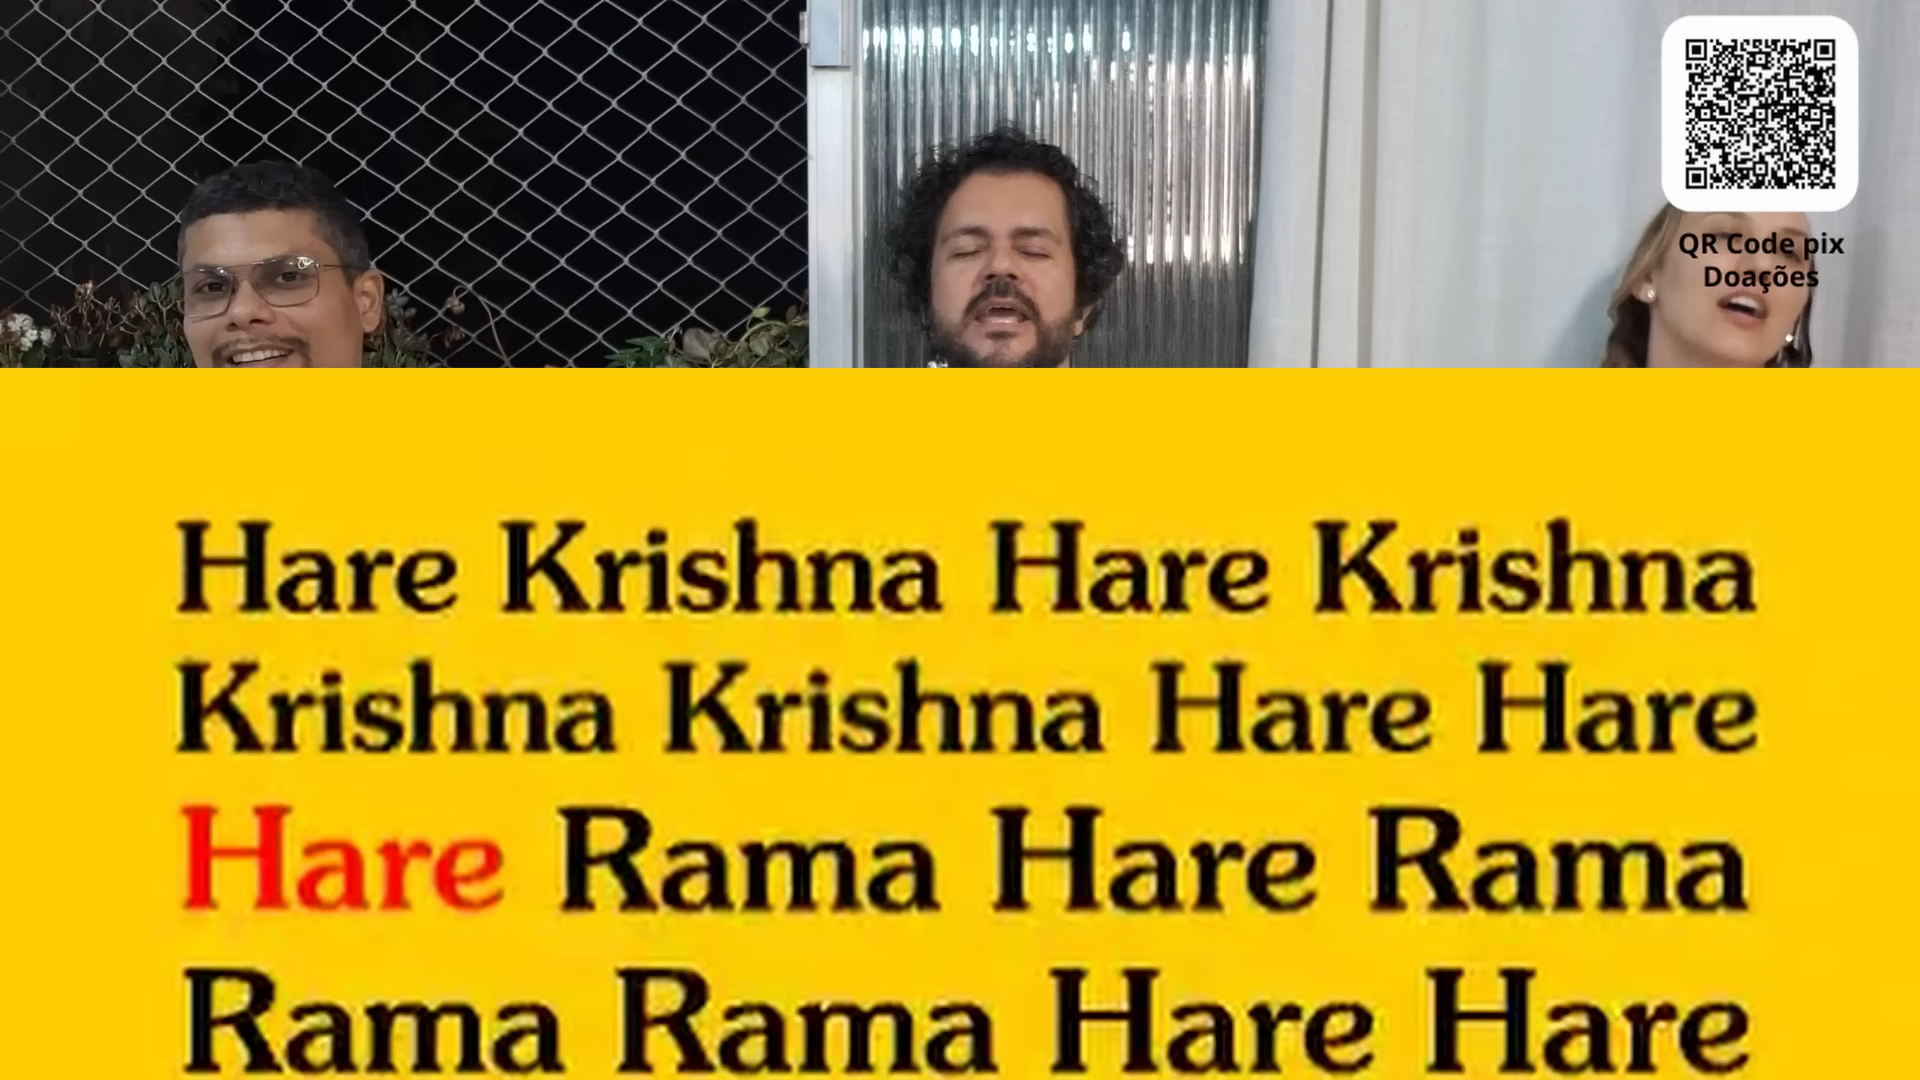 QR Code pix
Doações
Hare Krishna Hare Krishna
Krishna Krishna Hare Hare
Hare Rama Hare Rama
Rama Rama Hare Hare